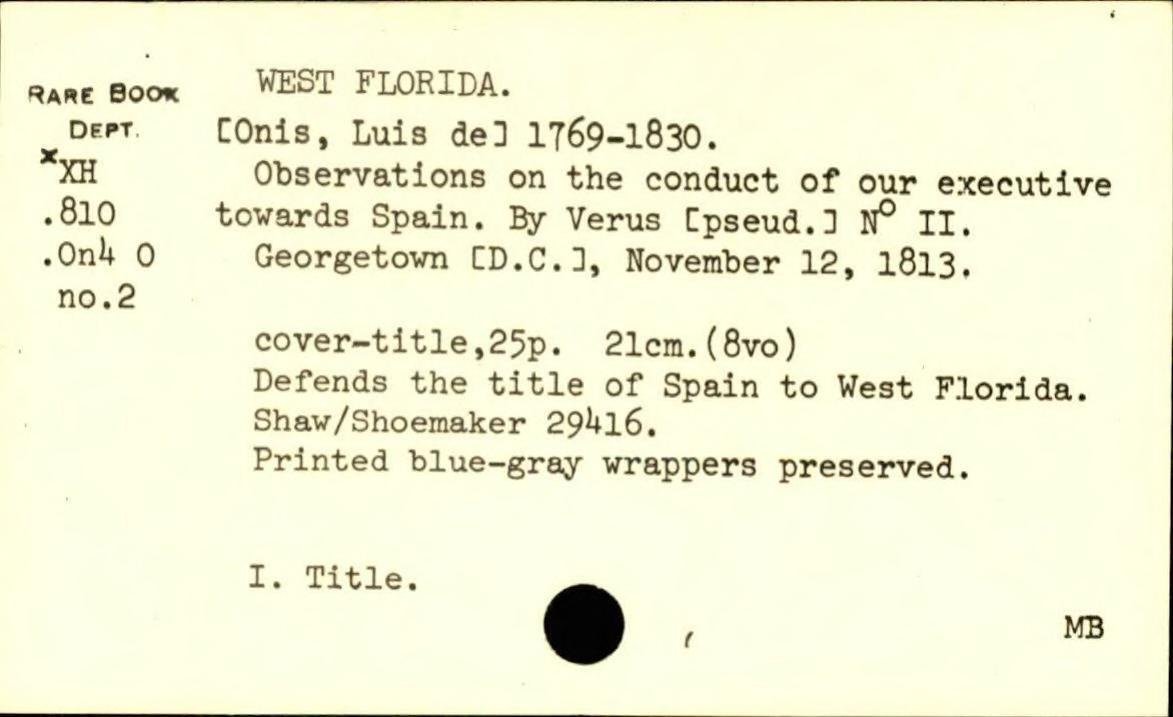 WEST FLORIDA.
RARE BOOK
DEPT.
[Onis, Luis de] 1769-1830.
xXH
Observations on the conduct of our executive
.810
towards Spain. By Verus [pseud.] Nº II.
.On4 O
Georgetown [D.C.], November 12, 1813.
no.2
cover-title,25p. 21cm.(8vo)
Defends the title of Spain to West Florida.
Shaw/Shoemaker 29416.
Printed blue-gray wrappers preserved.
I. Title.
MB